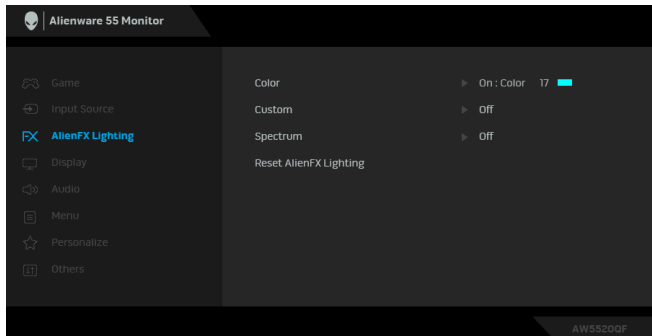 Alienware 55 Monitor
Game
Input Source
FX AlienFX Lighting
Display
Audio
Menu
Personalize
Others
Color On : Color 17
Custom Off
Spectrum Off
Reset AlienFX Lighting
AW5520QF